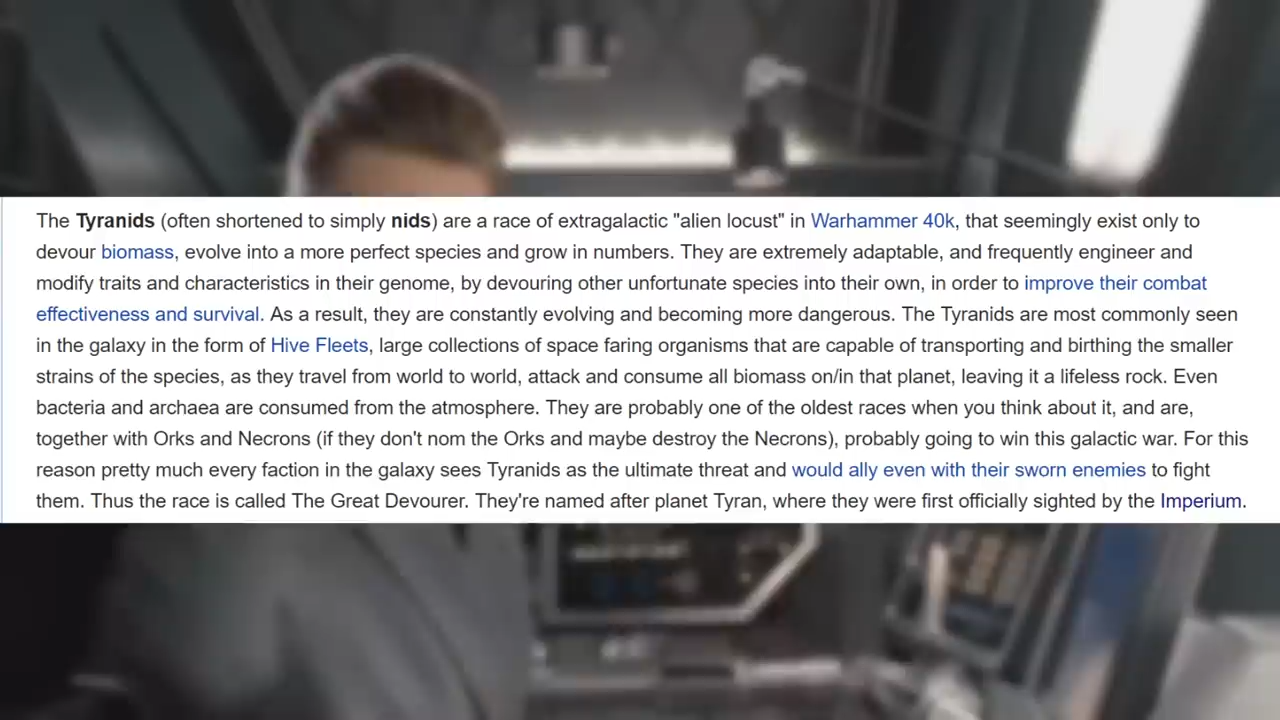 The Tyranids (often shortened to simply nids) are a race of extragalactic "alien locust" in Warhammer 40k, that seemingly exist only to
devour biomass, evolve into a more perfect species and grow in numbers. They are extremely adaptable, and frequently engineer and
modify traits and characteristics in their genome, by devouring other unfortunate species into their own, in order to improve their combat
effectiveness and survival. As a result, they are constantly evolving and becoming more dangerous. The Tyranids are most commonly seen
in the galaxy in the form of Hive Fleets, large collections of space faring organisms that are capable of transporting and birthing the smaller
strains of the species, as they travel from world to world, attack and consume all biomass on/in that planet, leaving it a lifeless rock. Even
bacteria and archaea are consumed from the atmosphere. They are probably one of the oldest races when you think about it, and are,
together with Orks and Necrons (if they don't nom the Orks and maybe destroy the Necrons), probably going to win this galactic war. For this
reason pretty much every faction in the galaxy sees Tyranids as the ultimate threat and would ally even with their sworn enemies to fight
them. Thus the race is called The Great Devourer. They're named after planet Tyran, where they were first officially sighted by the Imperium.